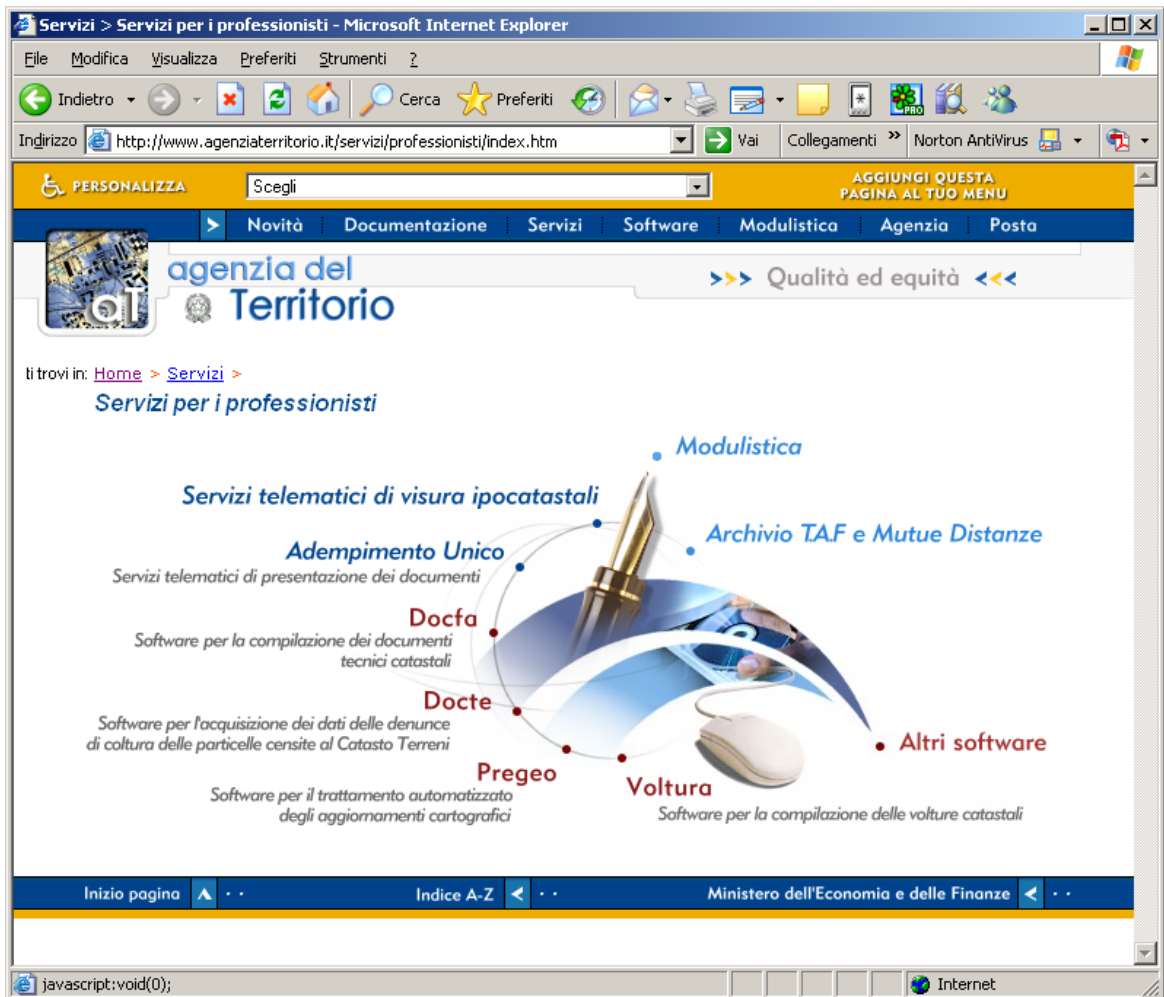 Servizi > Servizi per i professionisti - Microsoft Internet Explorer
File Modifica Visualizza Preferiti Strumenti ?
Indietro Cerca Preferiti PRO
Indirizzo http://www.agenziaterritorio.it/servizi/professionisti/index.htm Vai Collegamenti » Norton AntiVirus
PERSONALIZZA Scegli AGGIUNGI QUESTA
PAGINA AL TUO MENU
> Novità Documentazione Servizi Software Modulistica Agenzia Posta
aT
agenzia del
Territorio
>>> Qualità ed equità <<<
ti trovi in: Home > Servizi >
Servizi per i professionisti
Modulistica
Servizi telematici di visura ipocatastali
Archivio T.A.F e Mutue Distanze
Adempimento Unico
Servizi telematici di presentazione dei documenti
Docfa
Software per la compilazione dei documenti
tecnici catastali
Docte
Software per l'acquisizione dei dati delle denunce
di coltura delle particelle censite al Catasto Terreni
Altri software
Pregeo
Software per il trattamento automatizzato
degli aggiornamenti cartografici
Voltura
Software per la compilazione delle volture catastali
Inizio pagina Indice A-Z Ministero dell'Economia e delle Finanze
javascript:void(0); Internet